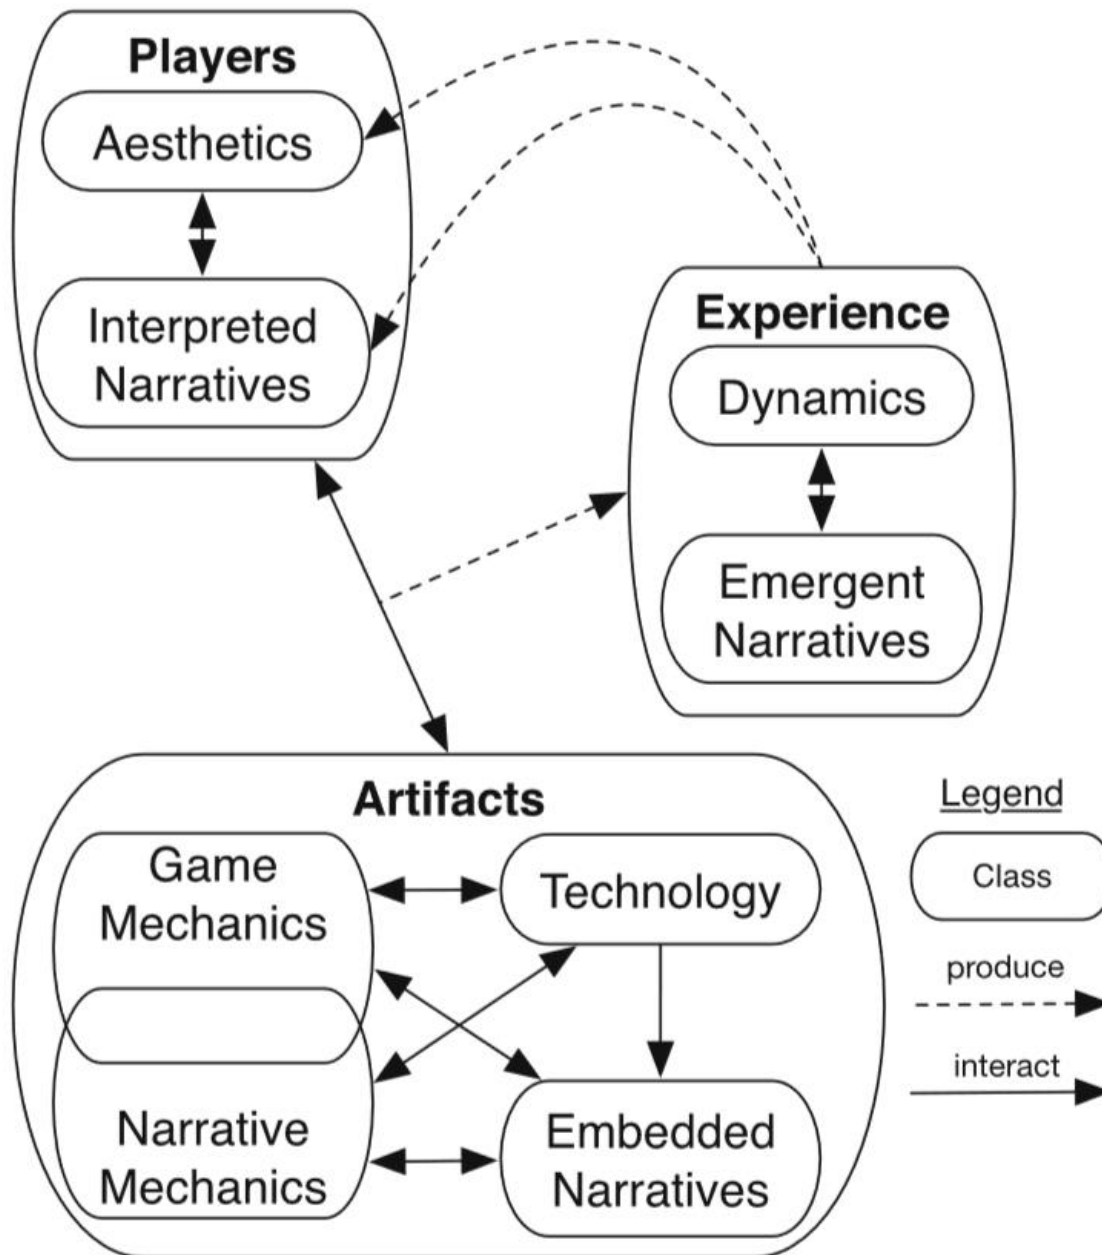 Players
Aesthetics
Interpreted
Narratives
Experience
Dynamics
Emergent
Narratives
Artifacts
Game
Mechanics
Technology
Narrative
Mechanics
Embedded
Narratives
Legend
Class
produce
interact